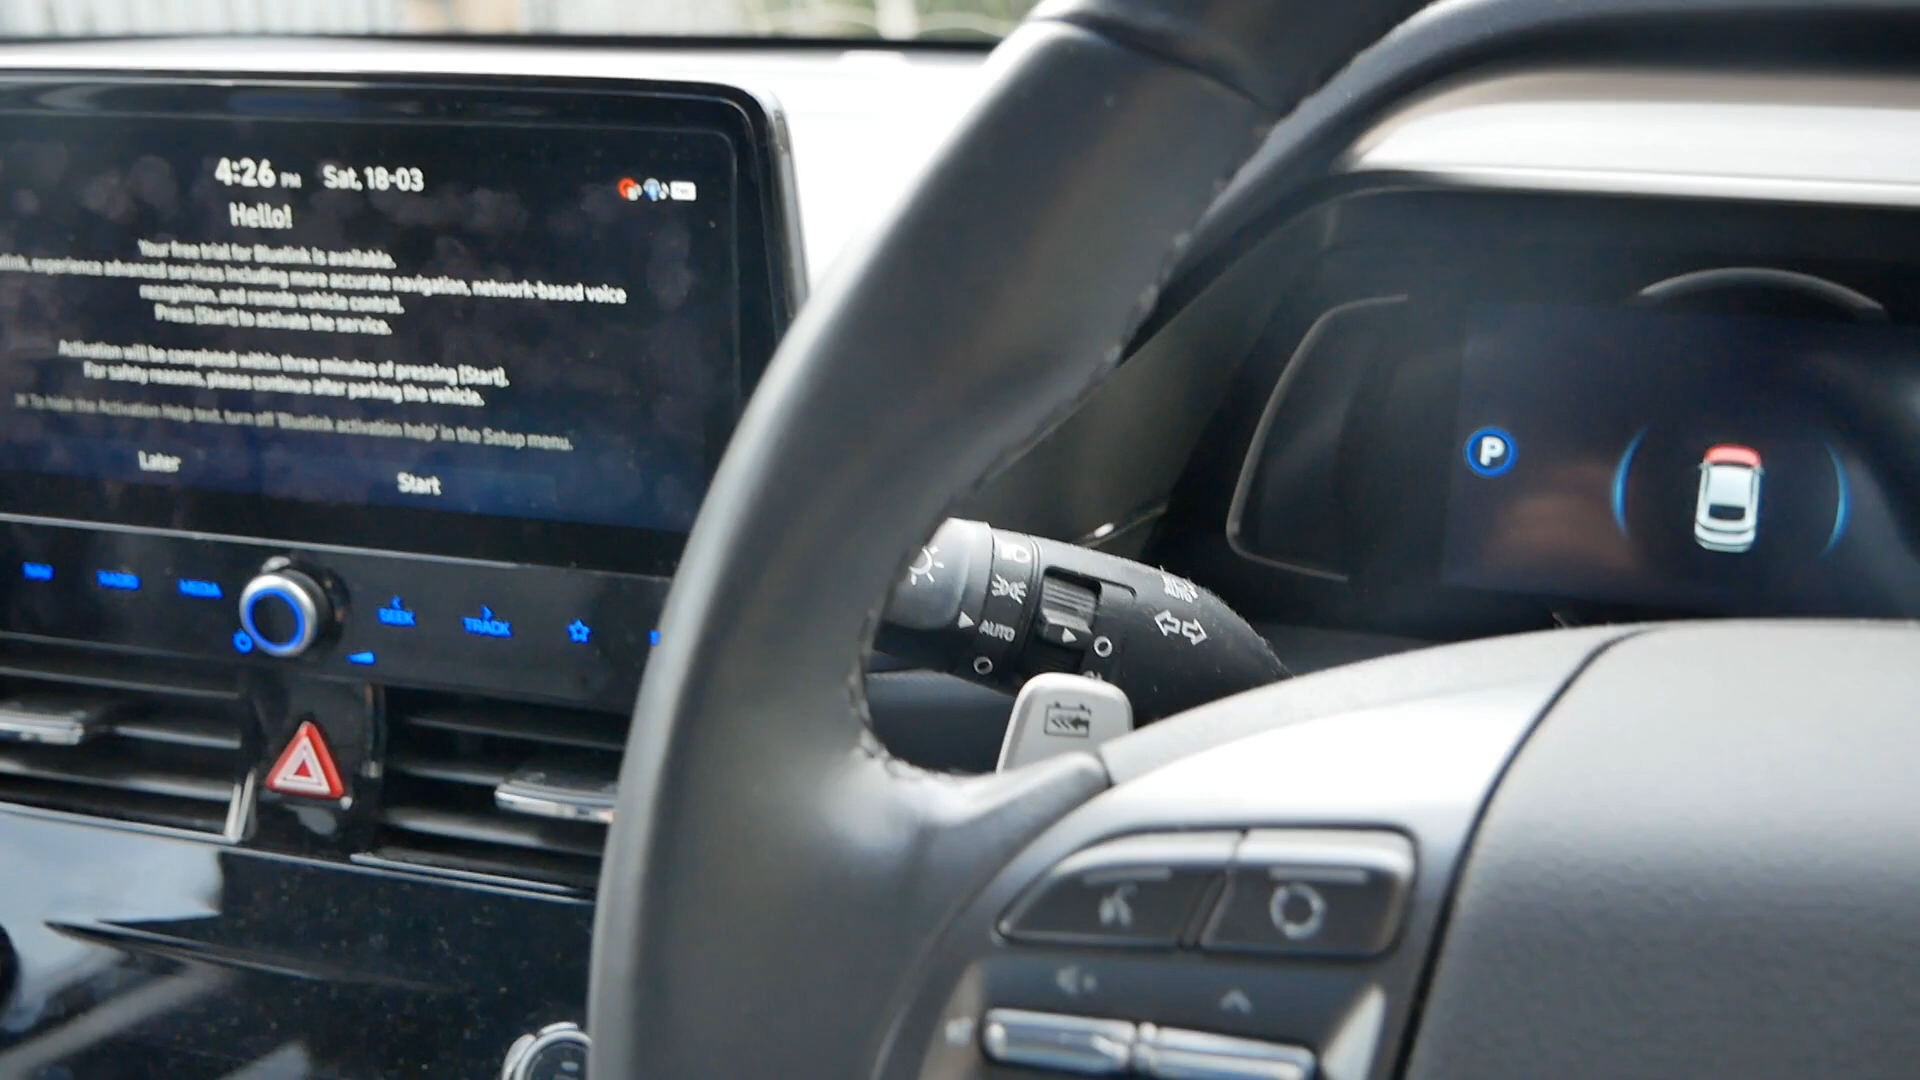 4:26 PM Sat, 18-03
Hello!
Your free trial for Bluelink is available.
experience advanced services including more accurate navigation, network-based voice
recognition, and remote vehicle control.
Press [Start] to activate the service.
Activation will be completed within three minutes of pressing [Start].
For safety reasons, please continue after parking the vehicle.
※ To hide the Activation Help text, turn off 'Bluelink activation help' in the Setup menu.
Later
Start
NAV
RADIO
MEDIA
SEEK
TRACK
P
AUTO
AUTO